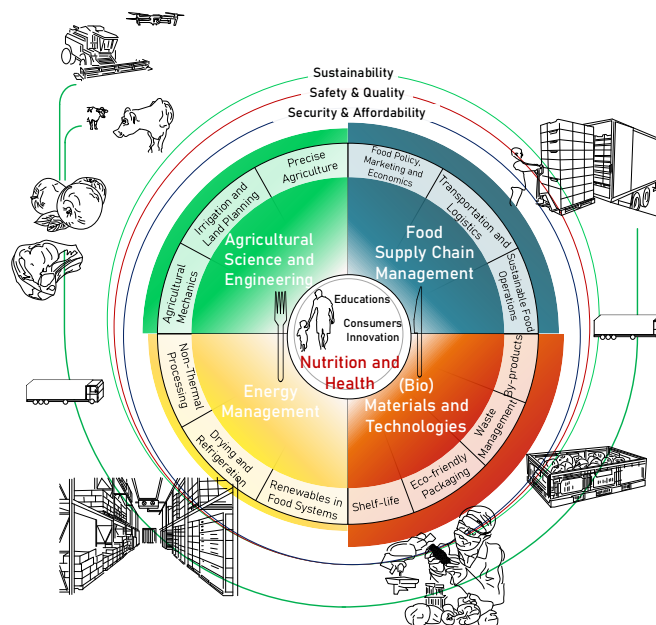 Sustainability
Safety & Quality
Security & Affordability
Precise
Agriculture
Irrigation and
Land Planning
Agricultural
Mechanics
Agricultural
Science and
Engineering
Food Policy,
Marketing and
Economics
Transportation and
Logistics
Sustainable Food
Operations
Food
Supply Chain
Management
Educations
Consumers
Innovation
Nutrition and
Health
Non-Thermal
Processing
Drying and
Refrigeration
Renewables in
Food Systems
Energy
Management
(Bio)
Materials and
Technologies
By-products
Waste
Management
Eco-friendly
Packaging
Shelf-life